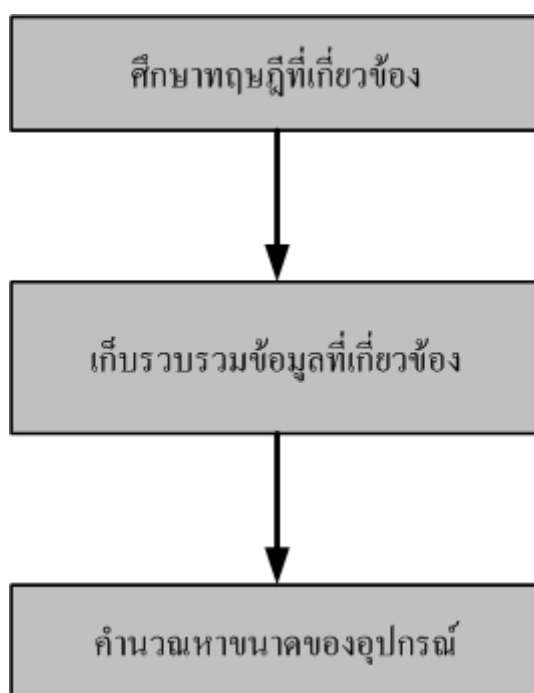 ศึกษาทฤษฎีที่เกี่ยวข้อง
เก็บรวบรวมข้อมูลที่เกี่ยวข้อง
คำนวณหาขนาดของอุปกรณ์